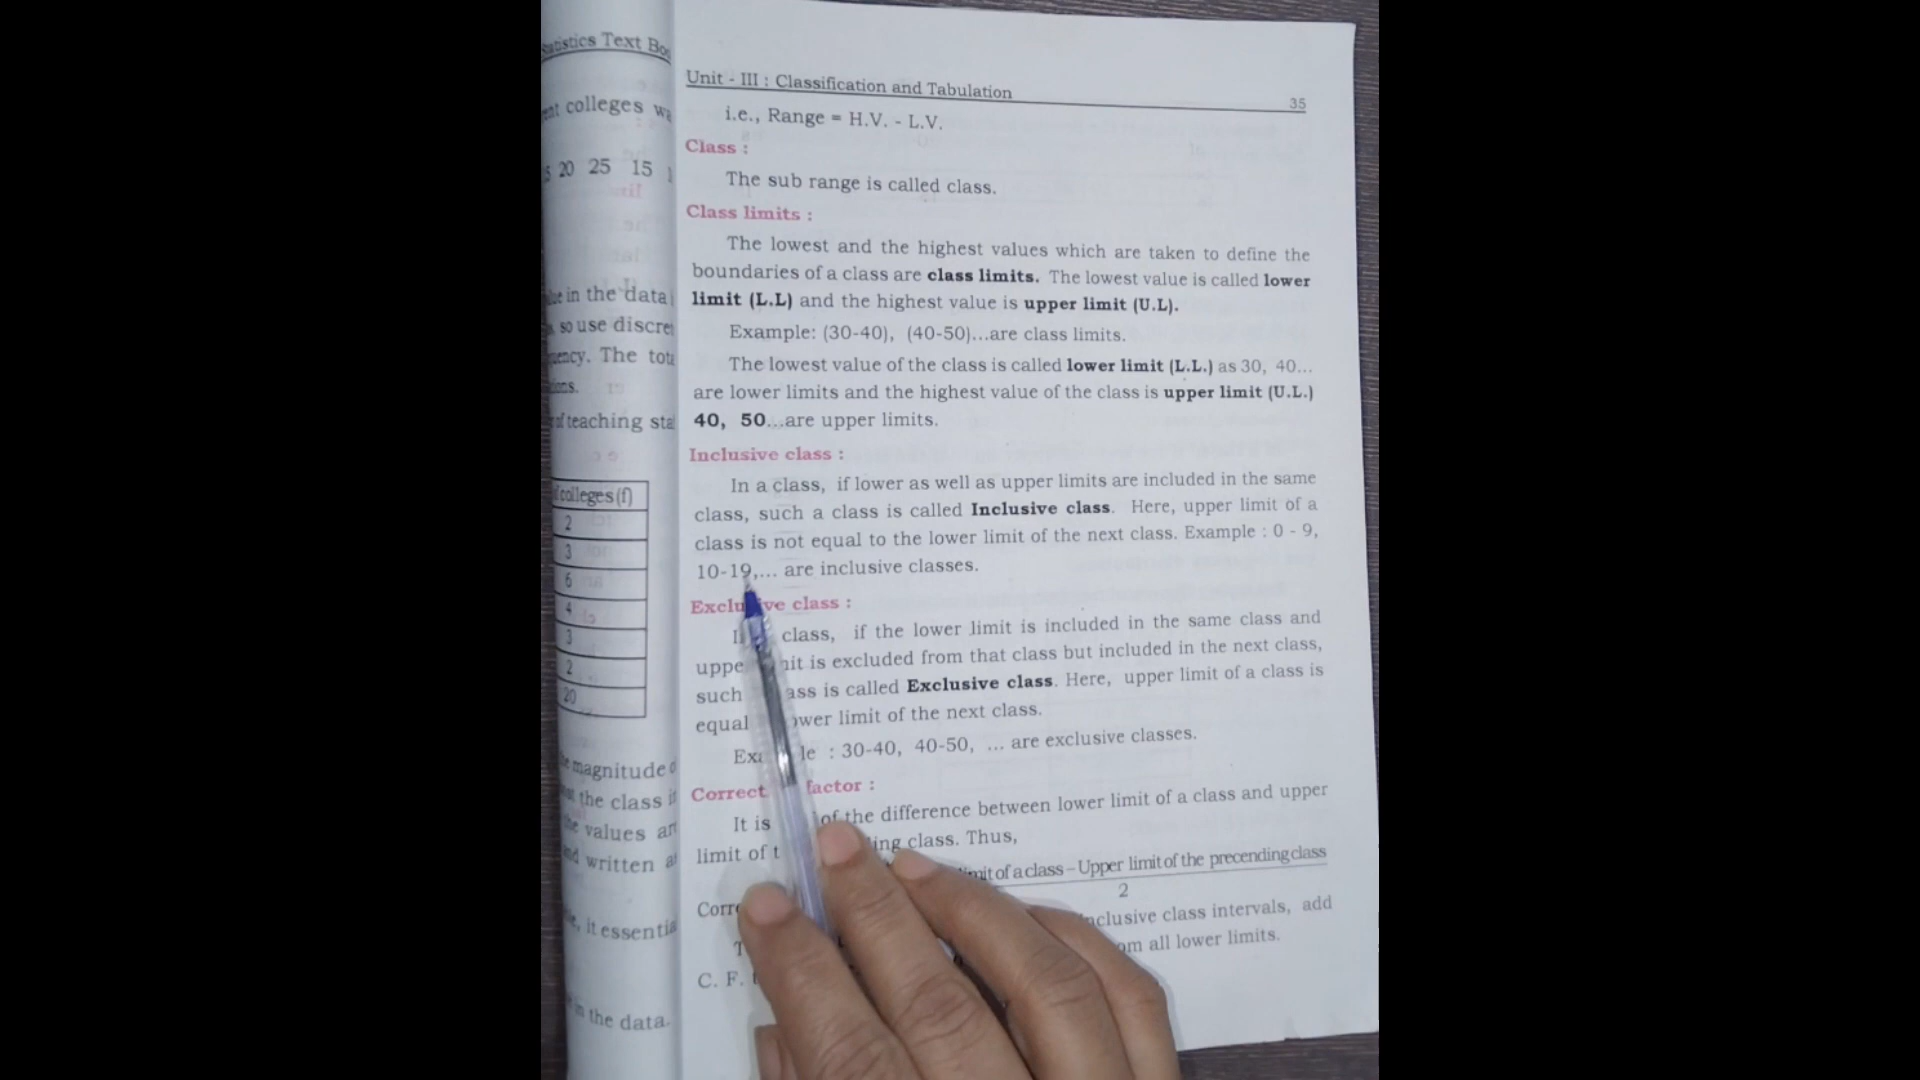 Statistics Text
colleges
20 25 15
in the data
so use discre
The tot
of teaching sta
colleges (f)
2
3
6
4
3
2
20
magnitude
the class
values
written
it essentia
in the data.
Unit - III : Classification and Tabulation
35
i.e., Range = H.V. - L.V.
Class :
The sub range is called class.
Class limits :
The lowest and the highest values which are taken to define the
boundaries of a class are class limits. The lowest value is called lower
limit (L.L) and the highest value is upper limit (U.L).
Example: (30-40), (40-50)...are class limits.
The lowest value of the class is called lower limit (L.L.) as 30, 40...
are lower limits and the highest value of the class is upper limit (U.L.)
40, 50...are upper limits.
Inclusive class :
In a class, if lower as well as upper limits are included in the same
class, such a class is called Inclusive class. Here, upper limit of a
class is not equal to the lower limit of the next class. Example : 0 - 9,
10-19,... are inclusive classes.
Exclusive class :
class, if the lower limit is included in the same class and
uppe it is excluded from that class but included in the next class,
such ass is called Exclusive class. Here, upper limit of a class is
equal ower limit of the next class.
Ex le : 30-40, 40-50, ... are exclusive classes.
Correct factor :
It is of the difference between lower limit of a class and upper
limit of t ing class. Thus,
mit of a class – Upper limit of the precending class
2
Corre
nclusive class intervals, add
C. F. om all lower limits.